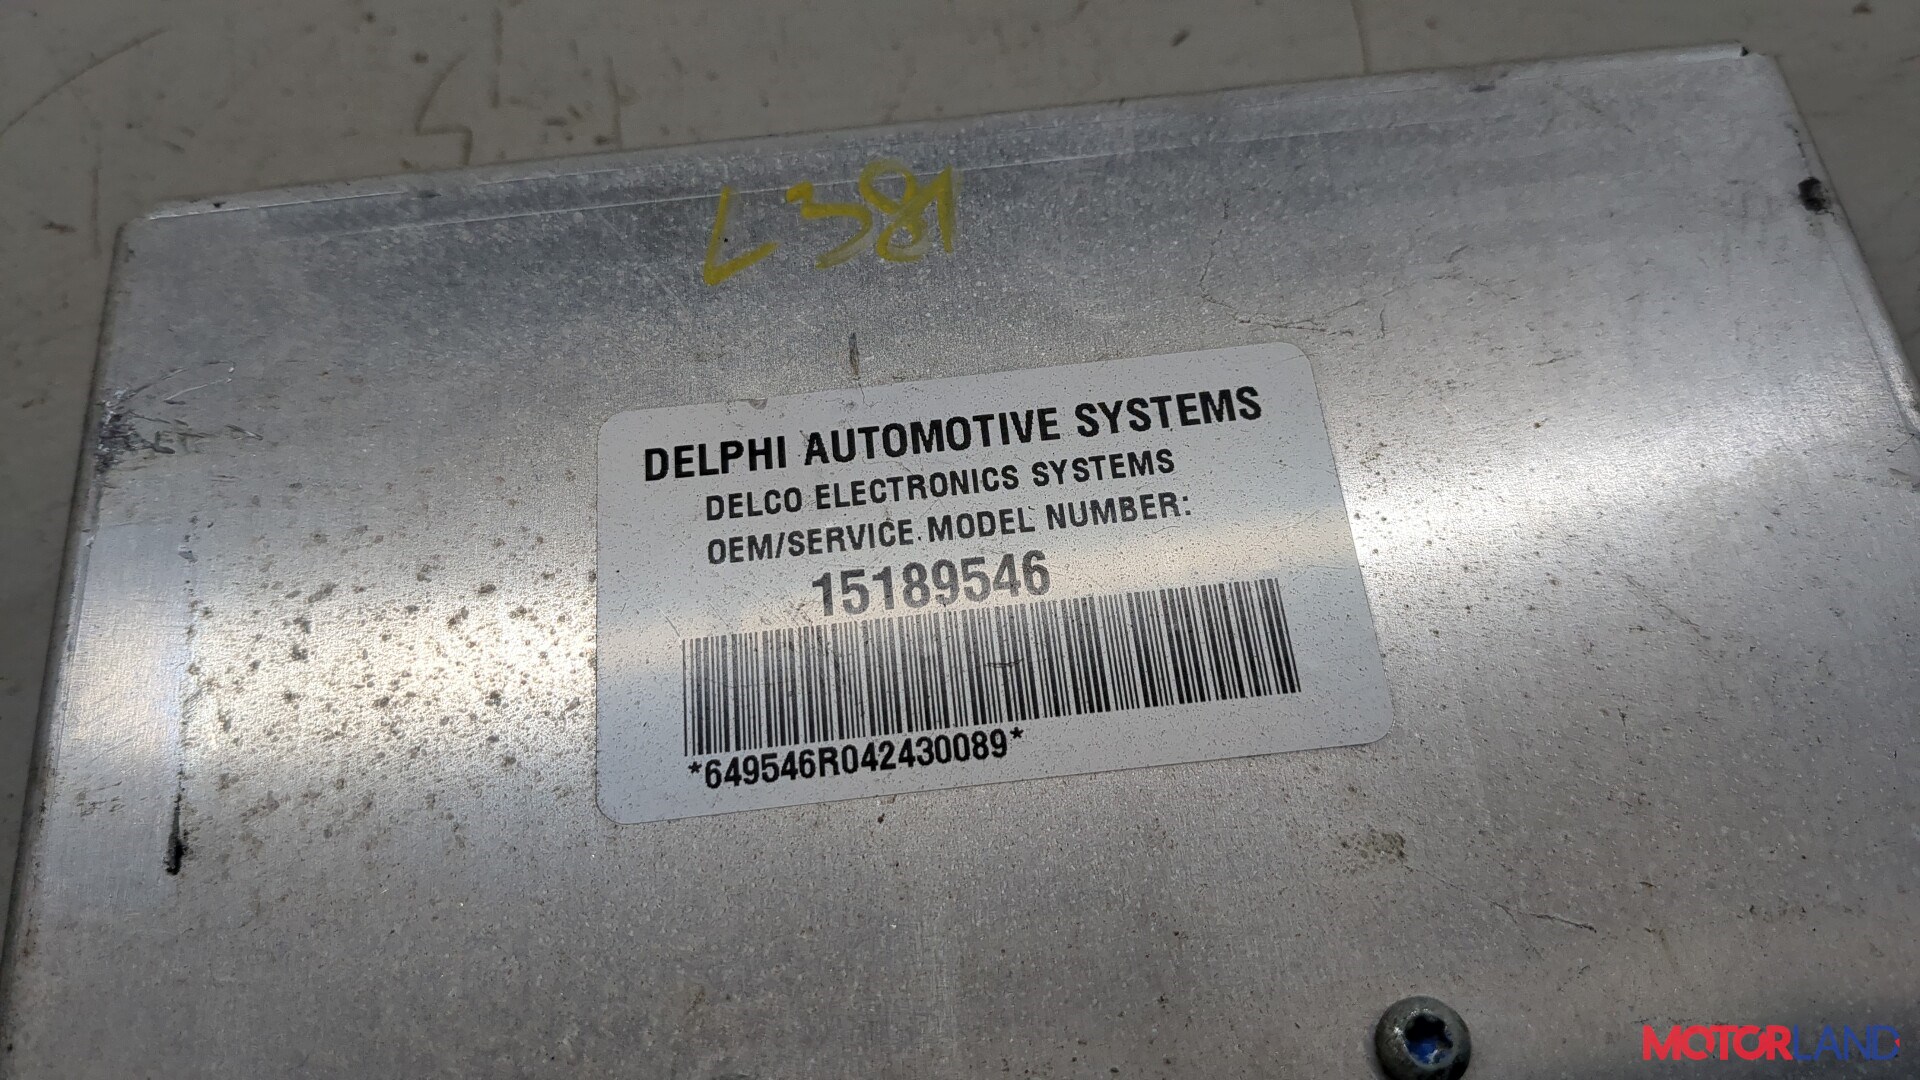 L381
DELPHI AUTOMOTIVE SYSTEMS
DELCO ELECTRONICS SYSTEMS
OEM/SERVICE MODEL NUMBER:
15189546
*649546R042430089*
MOTORLAND